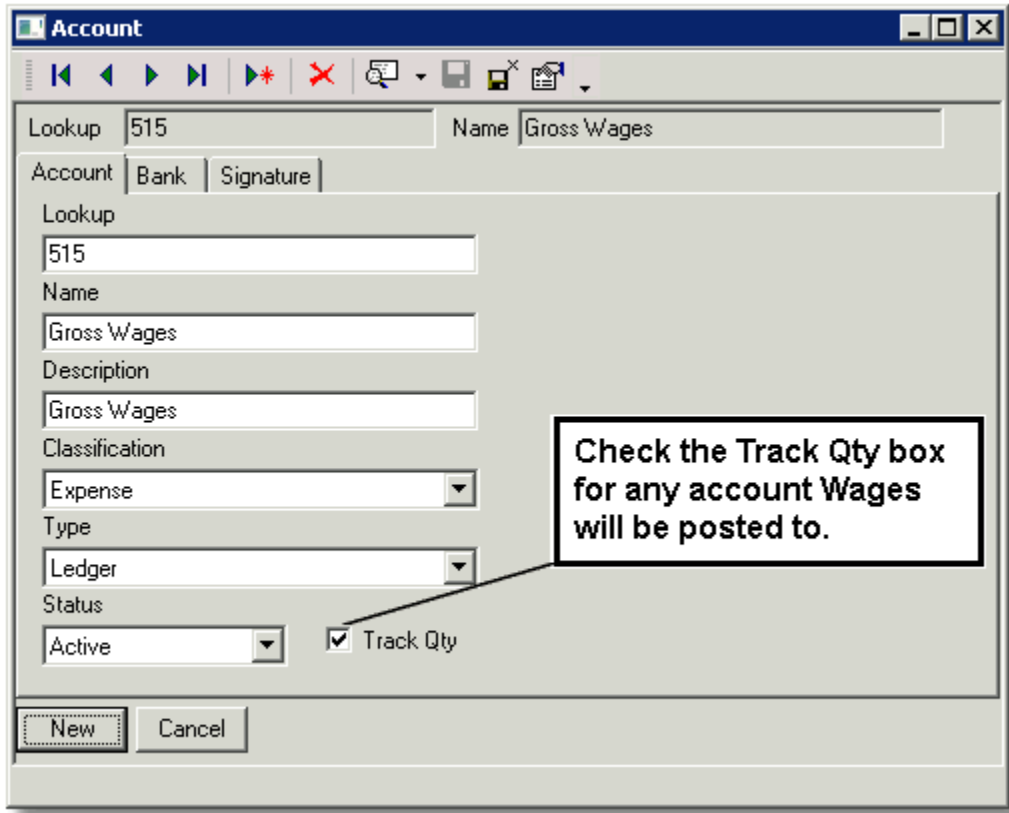 Account
Lookup 515 Name Gross Wages
Account Bank Signature
Lookup
515
Name
Gross Wages
Description
Gross Wages
Classification
Expense
Type
Ledger
Status
Active Track Qty
Check the Track Qty box
for any account Wages
will be posted to.
New Cancel